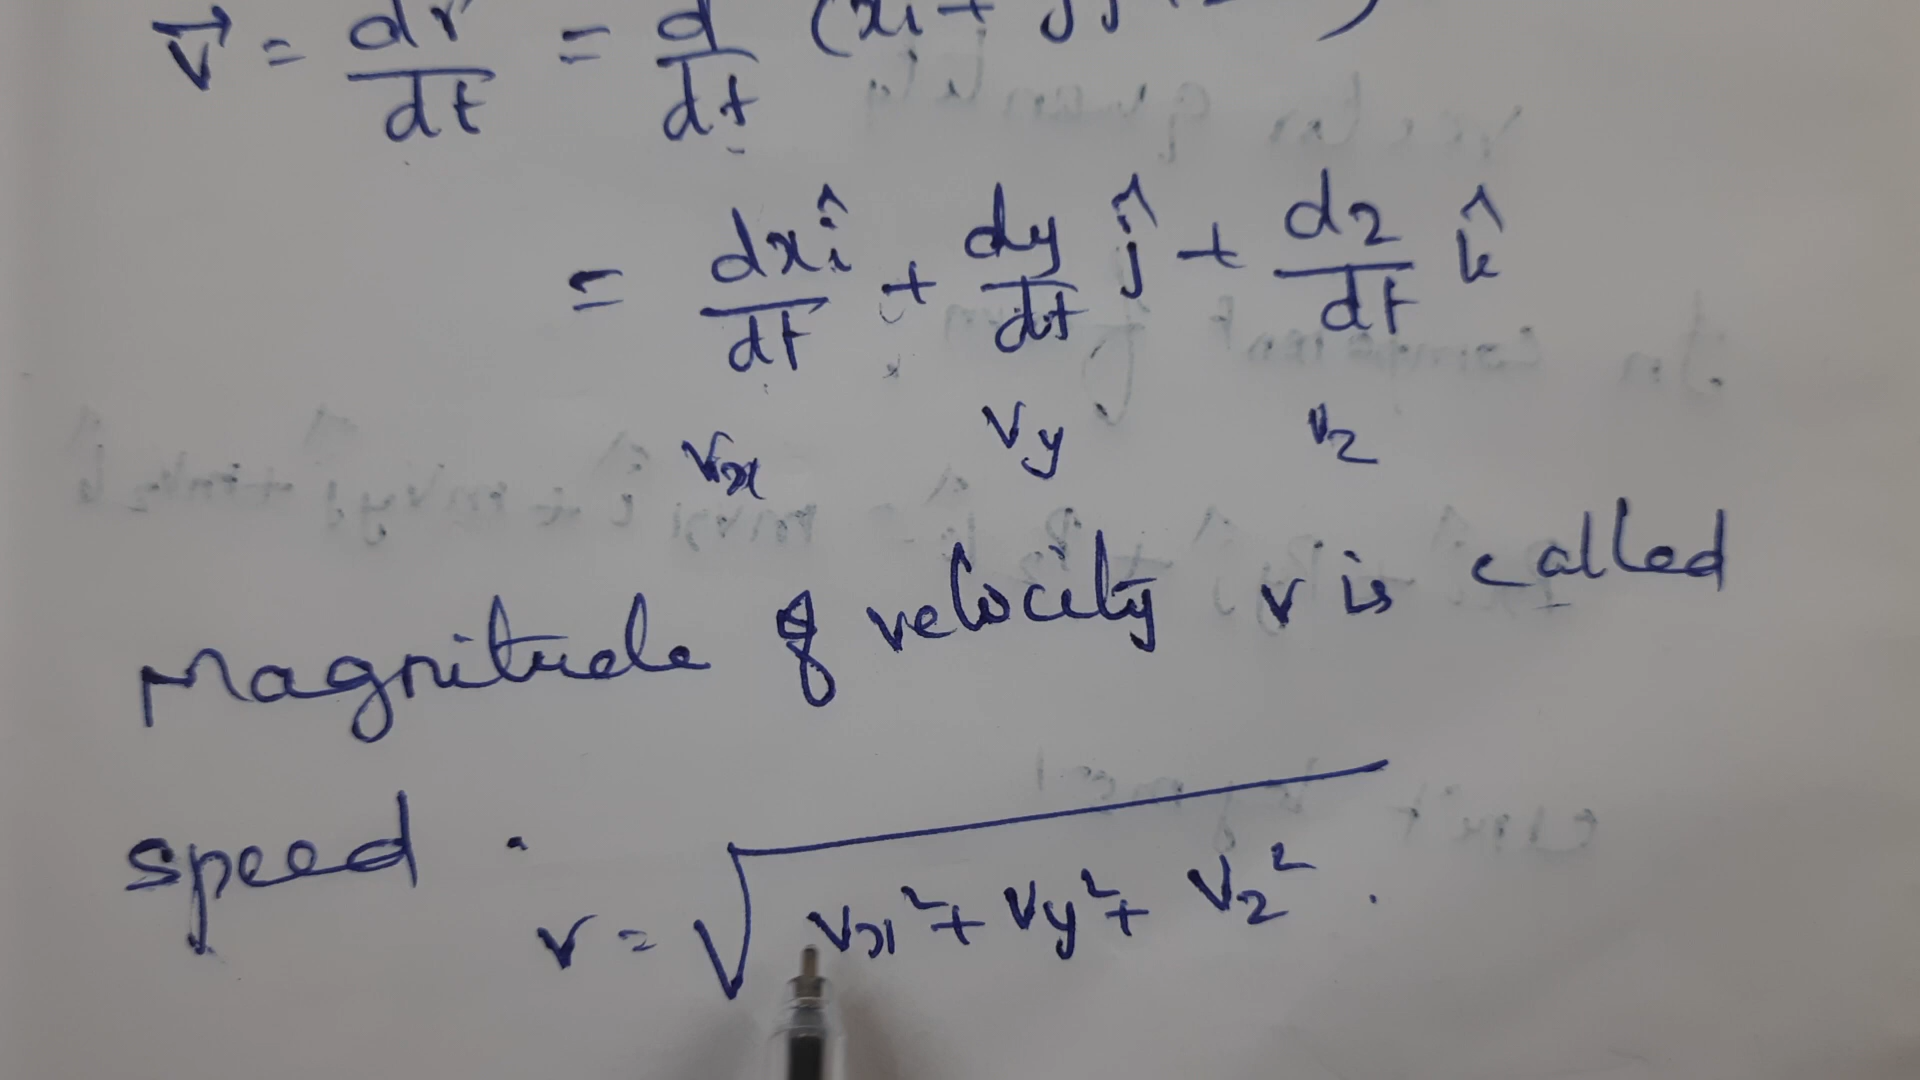 v⃗ = dr/dt = d/dt (xi +
= dx î/dt + dy/dt ĵ + dz/dt k̂
vx vy vz
Magnitude of velocity v is called
speed .
v = √(vx² + vy² + vz²) .